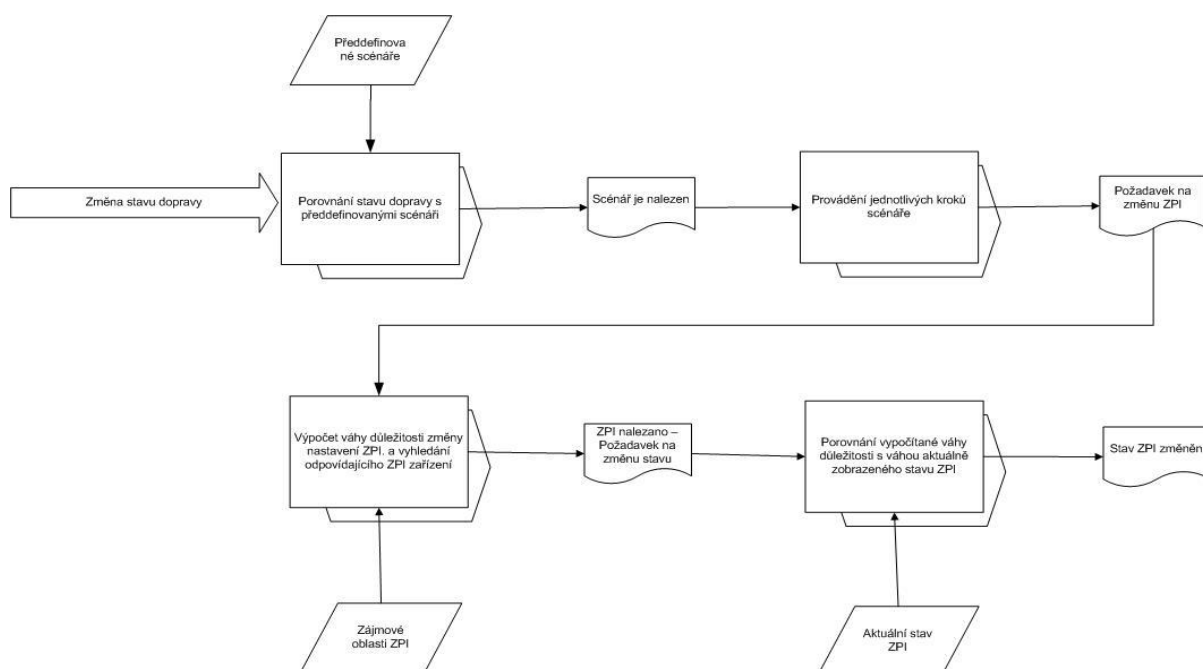 Předdefinova
né scénáře
Změna stavu dopravy
Porovnání stavu dopravy s
předdefinovanými scénáři
Scénář je nalezen
Provádění jednotlivých kroků
scénáře
Požadavek na
změnu ZPI
Výpočet váhy důležitosti změny
nastavení ZPI. a vyhledání
odpovídajícího ZPI zařízení
ZPI nalezano –
Požadavek na
změnu stavu
Porovnání vypočítané váhy
důležitosti s váhou aktuálně
zobrazeného stavu ZPI
Stav ZPI změněn
Zájmové
oblasti ZPI
Aktuální stav
ZPI